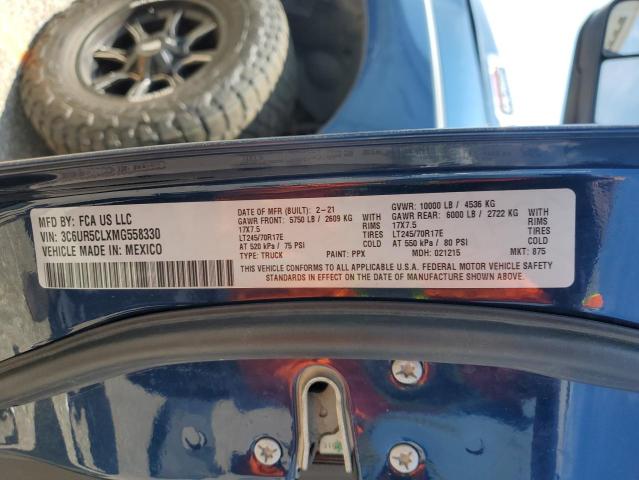 MFD BY: FCA US LLC
VIN: 3C6UR5CLXMG558330
VEHICLE MADE IN: MEXICO
DATE OF MFR (BUILT): 2-21 GVWR: 10000 LB / 4536 KG
GAWR FRONT: 5750 LB / 2609 KG WITH GAWR REAR: 6000 LB / 2722 KG WITH
17X7.5 RIMS 17X7.5 RIMS
LT245/70R17E TIRES LT245/70R17E TIRES
AT 520 kPa / 75 PSI COLD AT 550 kPa / 80 PSI COLD
TYPE: TRUCK PAINT: PPX MDH: 021215 MKT: 875
THIS VEHICLE CONFORMS TO ALL APPLICABLE U.S.A. FEDERAL MOTOR VEHICLE SAFETY
STANDARDS IN EFFECT ON THE DATE OF MANUFACTURE SHOWN ABOVE.